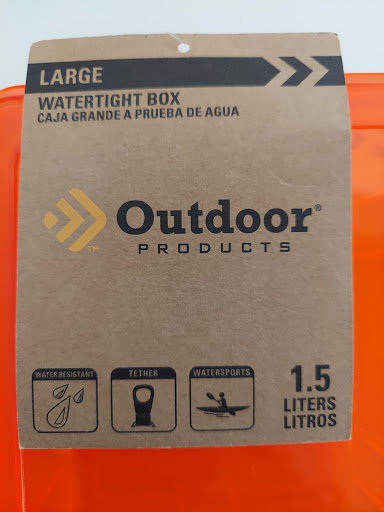 LARGE
WATERTIGHT BOX
CAJA GRANDE A PRUEBA DE AGUA
Outdoor®
PRODUCTS
TM
WATER RESISTANT
TETHER
WATERSPORTS
1.5
LITERS
LITROS